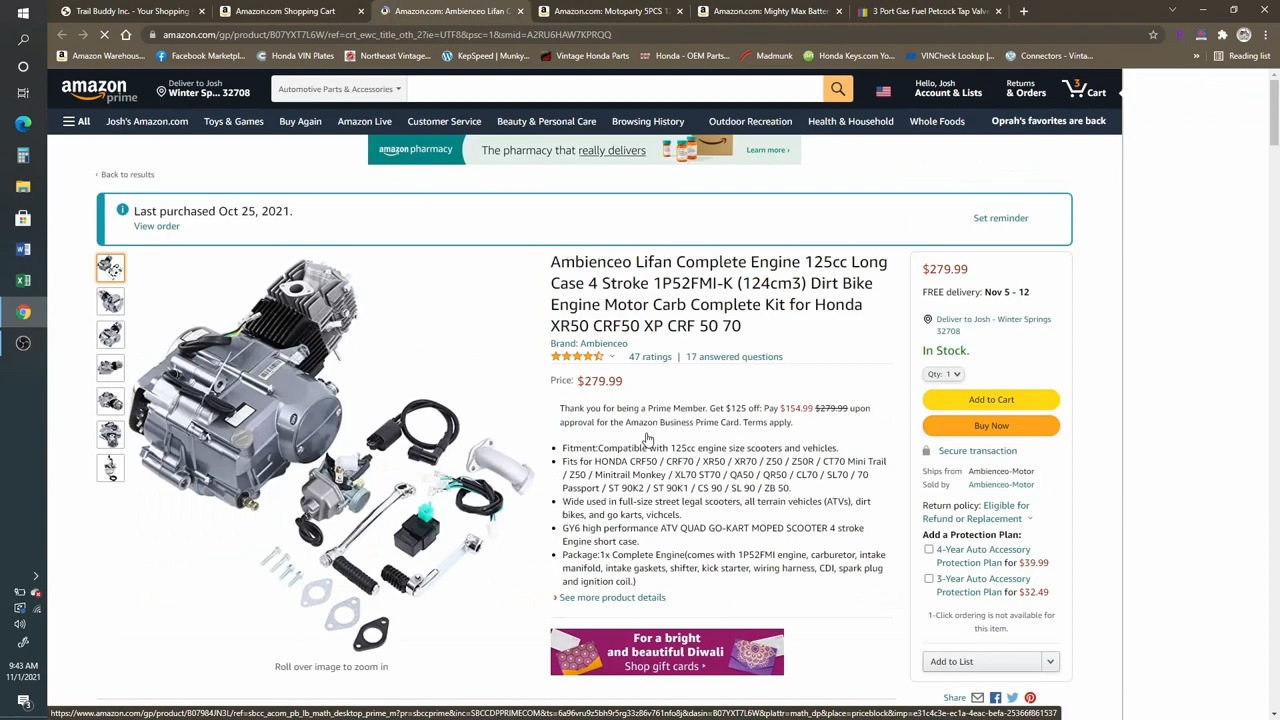 Trail Buddy Inc. - Your Shopping
Amazon.com Shopping Cart
Amazon.com: Ambienceo Lifan C
Amazon.com: Motorparty 5PCS 1
Amazon.com: Mighty Max Batter
3 Port Gas Fuel Petcock Tap Valve
amazon.com/gp/product/B07YXT7L6W/ref=crt_ewc_title_oth_2?ie=UTF8&psc=1&smid=A2RU6HAW7KPRQQ
Amazon Warehous...
Honda VIN Plates
KepSpeed | Munky...
Vintage Honda Parts
Honda - OEM Parts...
Honda Keys.com Yo...
VINCheck Lookup |...
Connectors - Vinta...
»
Reading list
amazon prime
Deliver to Josh
Winter Sp... 32708
Automotive Parts & Accessories
Hello, Josh
Account & Lists
Returns
& Orders
3
Cart
All Josh's Amazon.com Toys & Games Buy Again Amazon Live Customer Service Beauty & Personal Care Browsing History Outdoor Recreation Health & Household Whole Foods Oprah's favorites are back
amazon pharmacy The pharmacy that really delivers Learn more ›
‹ Back to results
Last purchased Oct 25, 2021.
View order
Set reminder
Ambienceo Lifan Complete Engine 125cc Long
Case 4 Stroke 1P52FMI-K (124cm3) Dirt Bike
Engine Motor Carb Complete Kit for Honda
XR50 CRF50 XP CRF 50 70
Brand: Ambienceo
47 ratings | 17 answered questions
Price: $279.99
Thank you for being a Prime Member. Get $125 off: Pay $154.99 $279.99 upon
approval for the Amazon Business Prime Card. Terms apply.
• Fitment:Compatible with 125cc engine size scooters and vehicles.
• Fits for HONDA CRF50 / CRF70 / XR50 / XR70 / Z50 / Z50R / CT70 Mini Trail
/ Z50 / Minitrail Monkey / XL70 ST70 / QA50 / QR50 / CL70 / SL70 / 70
Passport / ST 90K2 / ST 90K1 / CS 90 / SL 90 / ZB 50.
• Wide used in full-size street legal scooters, all terrain vehicles (ATVs), dirt
bikes, and go karts, vihcels.
• GY6 high performance ATV QUAD GO-KART MOPED SCOOTER 4 stroke
Engine short case.
• Package:1x Complete Engine(comes with 1P52FMI engine, carburetor, intake
manifold, intake gaskets, shifter, kick starter, wiring harness, CDI, spark plug
and ignition coil.)
› See more product details
For a bright
and beautiful Diwali
Shop gift cards ›
Roll over image to zoom in
$279.99
FREE delivery: Nov 5 - 12
Deliver to Josh - Winter Springs
32708
In Stock.
Qty: 1
Add to Cart
Buy Now
Secure transaction
Ships from Ambienceo-Motor
Sold by Ambienceo-Motor
Return policy: Eligible for
Refund or Replacement
Add a Protection Plan:
4-Year Auto Accessory
Protection Plan for $39.99
3-Year Auto Accessory
Protection Plan for $32.49
1-Click ordering is not available for
this item.
Add to List
Share
9:43 AM
11/1/2021